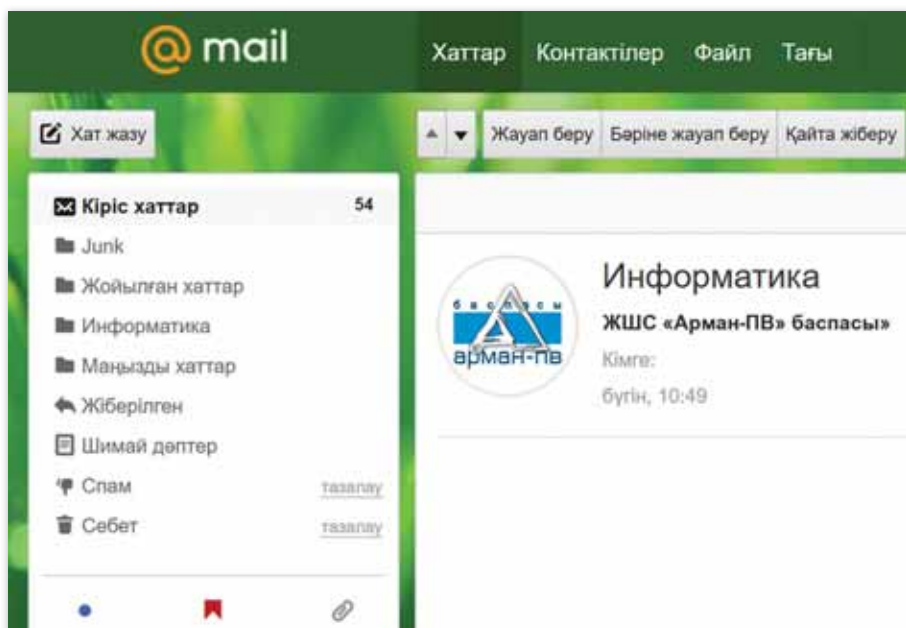 @ mail
Хаттар Контактілер Файл Тағы
Хат жазу
Жауап беру Бәріне жауап беру Қайта жіберу
Кіріс хаттар 54
Junk
Жойылған хаттар
Информатика
Маңызды хаттар
Жіберілген
Шимай дәптер
Спам тазалау
Себет тазалау
баспасы
арман-пв
Информатика
ЖШС «Арман-ПВ» баспасы»
Кімге:
бүгін, 10:49